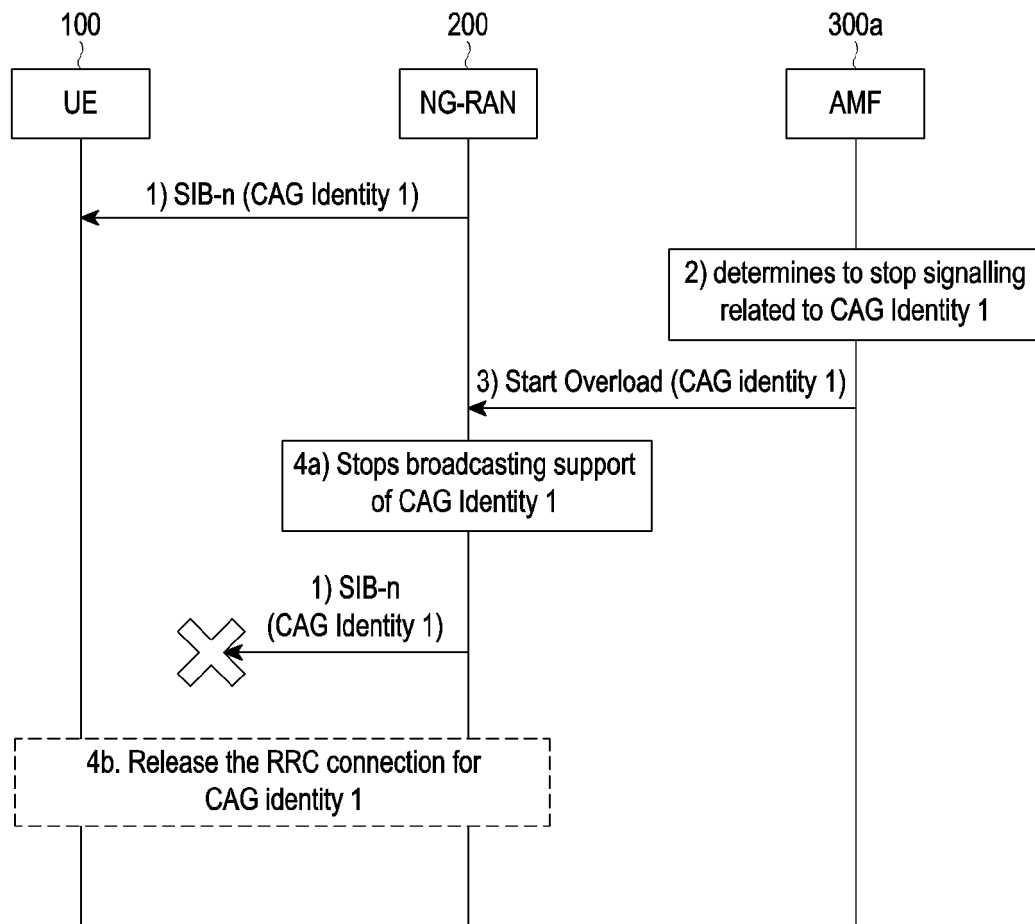 100
200
300a
UE
NG-RAN
AMF
1) SIB-n (CAG Identity 1)
2) determines to stop signalling
related to CAG Identity 1
3) Start Overload (CAG identity 1)
4a) Stops broadcasting support
of CAG Identity 1
1) SIB-n
(CAG Identity 1)
4b. Release the RRC connection for
CAG identity 1